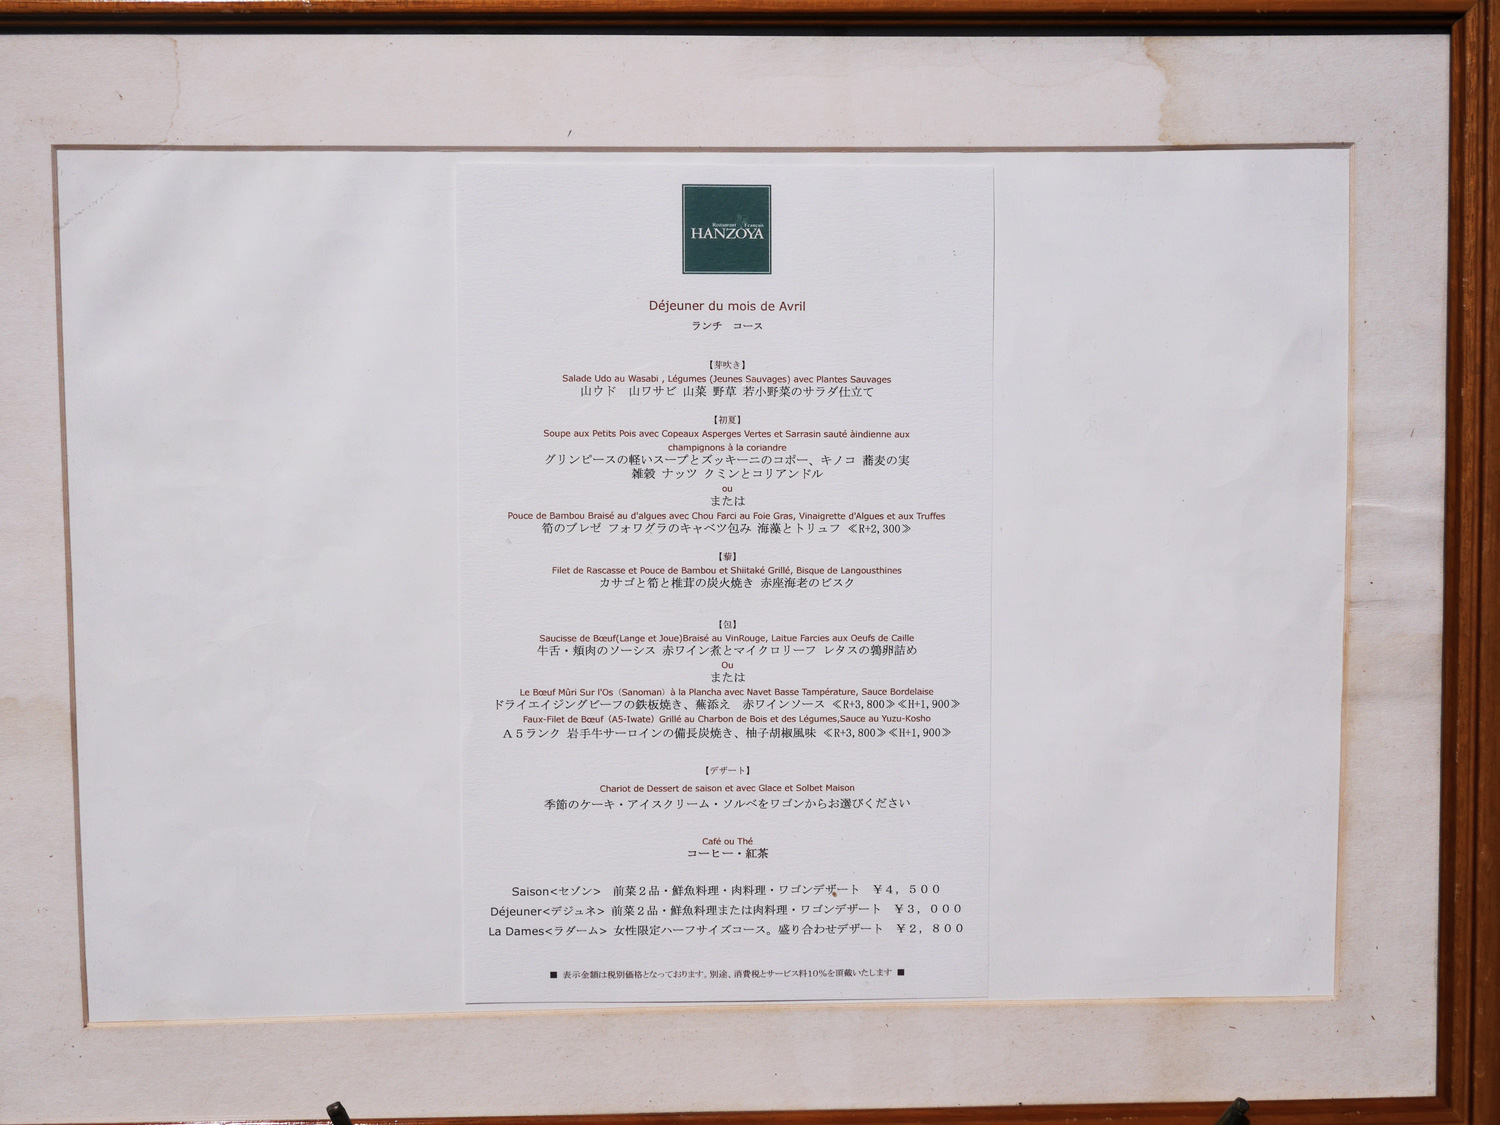 Restaurant Français
HANZOYA
Déjeuner du mois de Avril
ランチ　コース
【芽吹き】
Salade Udo au Wasabi , Légumes (Jeunes Sauvages) avec Plantes Sauvages
山ウド　山ワサビ 山菜 野草 若小野菜のサラダ仕立て
【初夏】
Soupe aux Petits Pois avec Copeaux Asperges Vertes et Sarrasin sauté àindienne aux
champignons à la coriandre
グリンピースの軽いスープとズッキーニのコポー、キノコ 蕎麦の実
雑穀 ナッツ クミンとコリアンドル
ou
または
Pouce de Bambou Braisé au d'algues avec Chou Farci au Foie Gras, Vinaigrette d'Algues et aux Truffes
筍のブレゼ フォワグラのキャベツ包み 海藻とトリュフ ≪R+2,300≫
Filet de Rascasse et Pouce de Bambou et Shiitaké Grillé, Bisque de Langousthines
カサゴと筍と椎茸の炭火焼き 赤座海老のビスク
【包】
Saucisse de Bœuf(Lange et Joue)Braisé au VinRouge, Laitue Farcies aux Oeufs de Caille
牛舌・頬肉のソーシス 赤ワイン煮とマイクロリーフ レタスの鶉卵詰め
Ou
または
Le Bœuf Mûri Sur l'Os（Sanoman）à la Plancha avec Navet Basse Tampérature, Sauce Bordelaise
ドライエイジングビーフの鉄板焼き、蕪添え　赤ワインソース ≪R+3,800≫≪H+1,900≫
Faux-Filet de Bœuf（A5-Iwate）Grillé au Charbon de Bois et des Légumes,Sauce au Yuzu-Kosho
Ａ５ランク 岩手牛サーロインの備長炭焼き、柚子胡椒風味 ≪R+3,800≫≪H+1,900≫
【デザート】
Chariot de Dessert de saison et avec Glace et Solbet Maison
季節のケーキ・アイスクリーム・ソルベをワゴンからお選びください
Café ou Thé
コーヒー・紅茶
Saison<セゾン>　前菜２品・鮮魚料理・肉料理・ワゴンデザート　￥４，５００
Déjeuner<デジュネ> 前菜２品・鮮魚料理または肉料理・ワゴンデザート　￥３，０００
La Dames<ラダーム> 女性限定ハーフサイズコース。盛り合わせデザート　￥２，８００
■ 表示金額は税別価格となっております。別途、消費税とサービス料10％を頂戴いたします ■